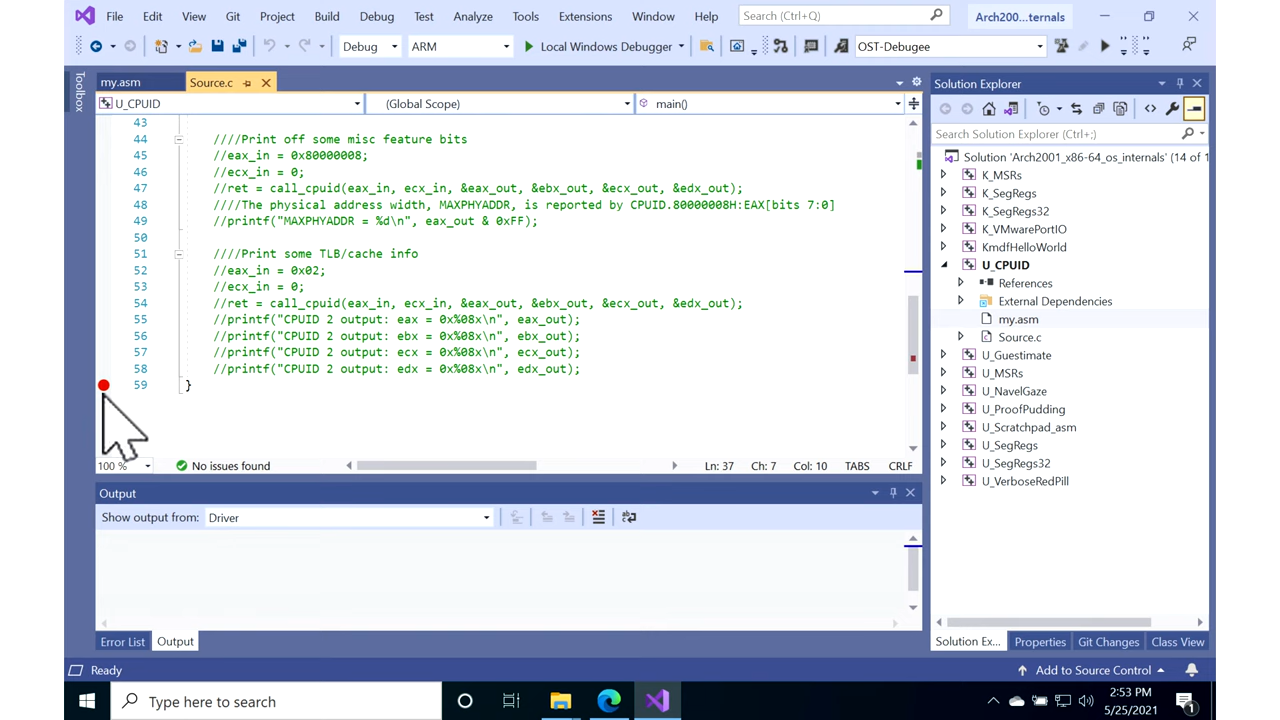 File Edit View Git Project Build Debug Test Analyze Tools Extensions Window Help Search (Ctrl+Q) Arch200...ternals
Debug ARM Local Windows Debugger OST-Debugee
Toolbox
my.asm Source.c
U_CPUID (Global Scope) main()
43
44 ////Print off some misc feature bits
45 //eax_in = 0x80000008;
46 //ecx_in = 0;
47 //ret = call_cpuid(eax_in, ecx_in, &eax_out, &ebx_out, &ecx_out, &edx_out);
48 ////The physical address width, MAXPHYADDR, is reported by CPUID.80000008H:EAX[bits 7:0]
49 //printf("MAXPHYADDR = %d\n", eax_out & 0xFF);
50
51 ////Print some TLB/cache info
52 //eax_in = 0x02;
53 //ecx_in = 0;
54 //ret = call_cpuid(eax_in, ecx_in, &eax_out, &ebx_out, &ecx_out, &edx_out);
55 //printf("CPUID 2 output: eax = 0x%08x\n", eax_out);
56 //printf("CPUID 2 output: ebx = 0x%08x\n", ebx_out);
57 //printf("CPUID 2 output: ecx = 0x%08x\n", ecx_out);
58 //printf("CPUID 2 output: edx = 0x%08x\n", edx_out);
59 }
100 % No issues found Ln: 37 Ch: 7 Col: 10 TABS CRLF
Output
Show output from: Driver
Error List Output
Solution Explorer
Search Solution Explorer (Ctrl+;)
Solution 'Arch2001_x86-64_os_internals' (14 of 1
K_MSRs
K_SegRegs
K_SegRegs32
K_VMwarePortIO
KmdfHelloWorld
U_CPUID
References
External Dependencies
my.asm
Source.c
U_Guestimate
U_MSRs
U_NavelGaze
U_ProofPudding
U_Scratchpad_asm
U_SegRegs
U_SegRegs32
U_VerboseRedPill
Solution Ex... Properties Git Changes Class View
Ready Add to Source Control
Type here to search 2:53 PM
5/25/2021 1